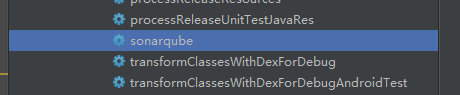 processReleaseUnitTestJavaRes
sonarqube
transformClassesWithDexForDebug
transformClassesWithDexForDebugAndroidTest